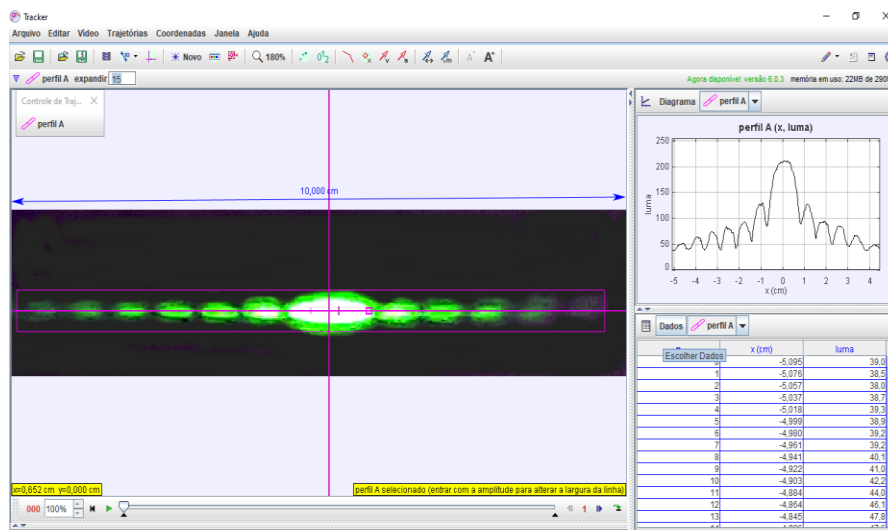 Tracker
Arquivo Editar Vídeo Trajetórias Coordenadas Janela Ajuda
Novo 180%
perfil A expandir 15
Agora disponível: versão 6.0.3 memória em uso: 22MB de 290M
Controle de Traj...
perfil A
10,000 cm
Diagrama perfil A
perfil A (x, luma)
250
200
150
100
50
0
luma
-5 -4 -3 -2 -1 0 1 2 3 4
x (cm)
Dados perfil A
x (cm) luma
Escolher Dados
0 -5,095 39,0
1 -5,076 38,5
2 -5,057 38,0
3 -5,037 38,7
4 -5,018 39,3
5 -4,999 38,9
6 -4,980 39,2
7 -4,961 39,2
8 -4,941 40,1
9 -4,922 41,0
10 -4,903 42,2
11 -4,884 44,0
12 -4,864 46,1
13 -4,845 47,8
x=0,652 cm y=0,000 cm
perfil A selecionado (entrar com a amplitude para alterar a largura da linha)
000 100% 1